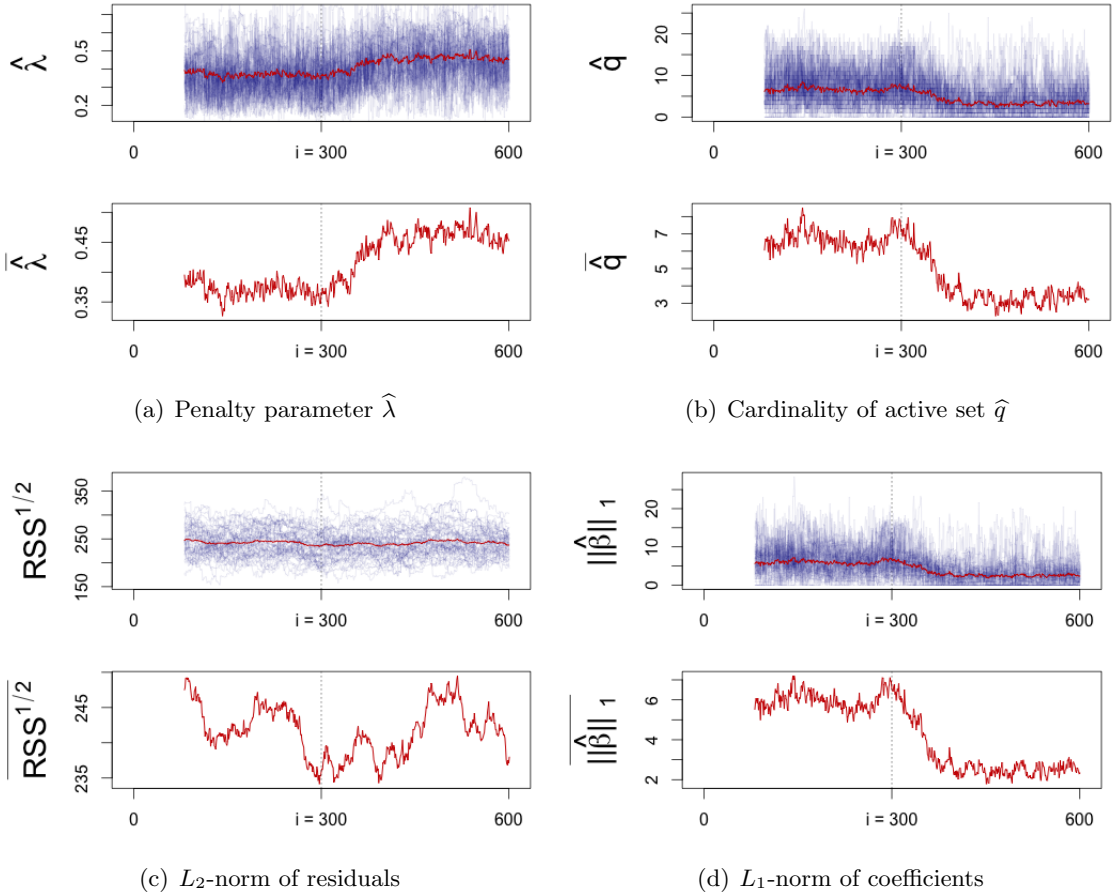 λ̂
0.2 0.5
0 i = 300 600
λ̂̅
0.35 0.45
0 i = 300 600
(a) Penalty parameter λ̂
q̂
0 10 20
0 i = 300 600
q̂̅
3 5 7
0 i = 300 600
(b) Cardinality of active set q̂
RSS^{1/2}
150 250 350
0 i = 300 600
\overline{RSS^{1/2}}
235 245
0 i = 300 600
(c) L₂-norm of residuals
||β̂||₁
0 10 20
0 i = 300 600
\overline{||β̂||₁}
2 4 6
0 i = 300 600
(d) L₁-norm of coefficients